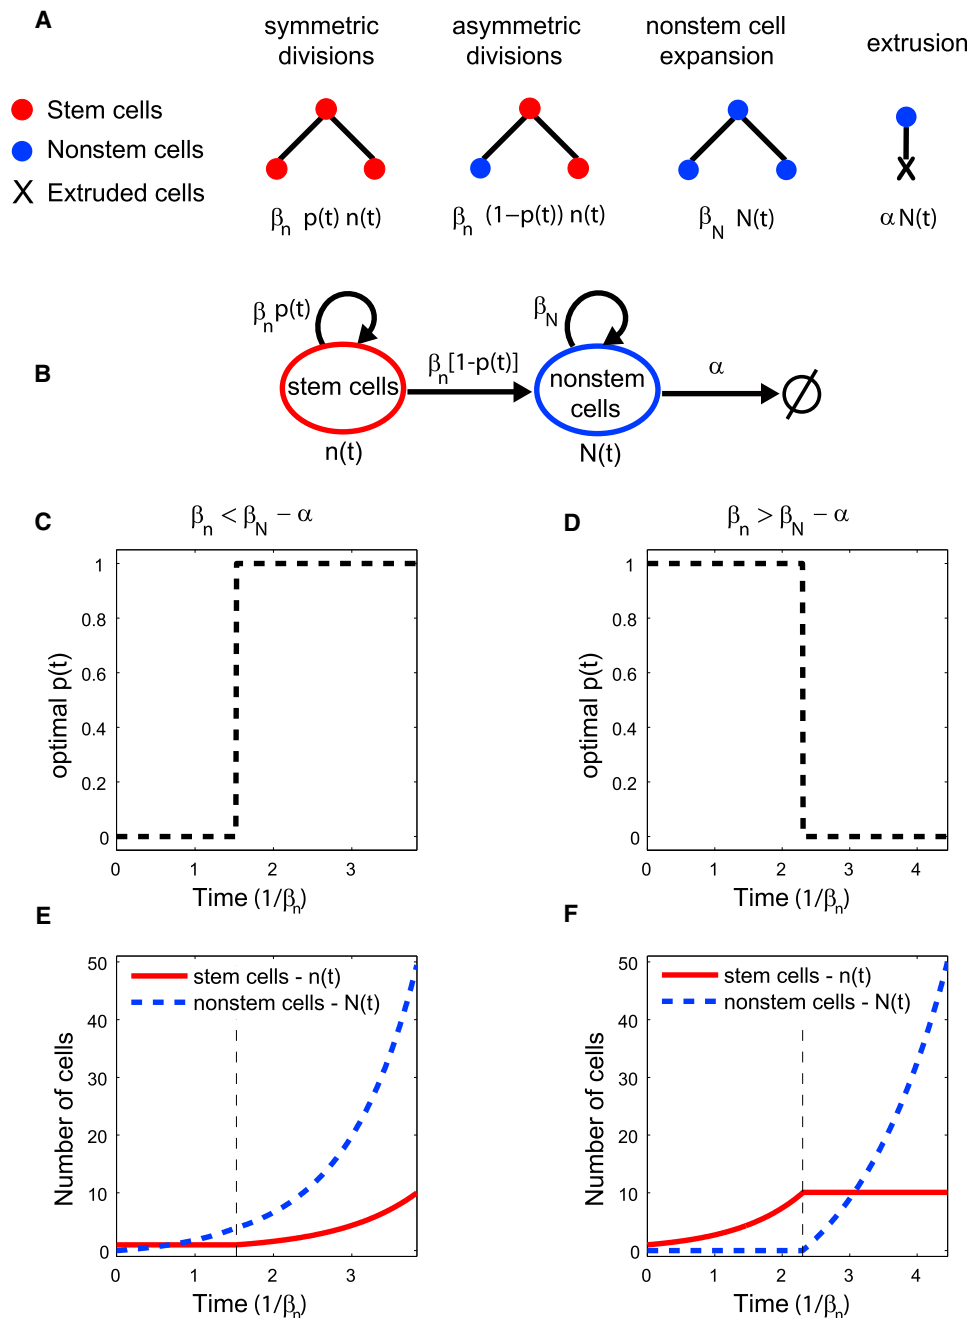 A
symmetric
divisions
asymmetric
divisions
nonstem cell
expansion
extrusion
Stem cells
Nonstem cells
X Extruded cells
X
βn p(t) n(t)
βn (1−p(t)) n(t)
βN N(t)
α N(t)
B
βn p(t)
stem cells
n(t)
βn[1-p(t)]
βN
nonstem
cells
N(t)
α
∅
C
βn < βN − α
1
0.8
0.6
0.4
0.2
0
optimal p(t)
0 1 2 3
Time (1/βn)
D
βn > βN − α
1
0.8
0.6
0.4
0.2
0
optimal p(t)
0 1 2 3 4
Time (1/βn)
E
stem cells - n(t)
nonstem cells - N(t)
50
40
30
20
10
0
Number of cells
0 1 2 3
Time (1/βn)
F
stem cells - n(t)
nonstem cells - N(t)
50
40
30
20
10
0
Number of cells
0 1 2 3 4
Time (1/βn)